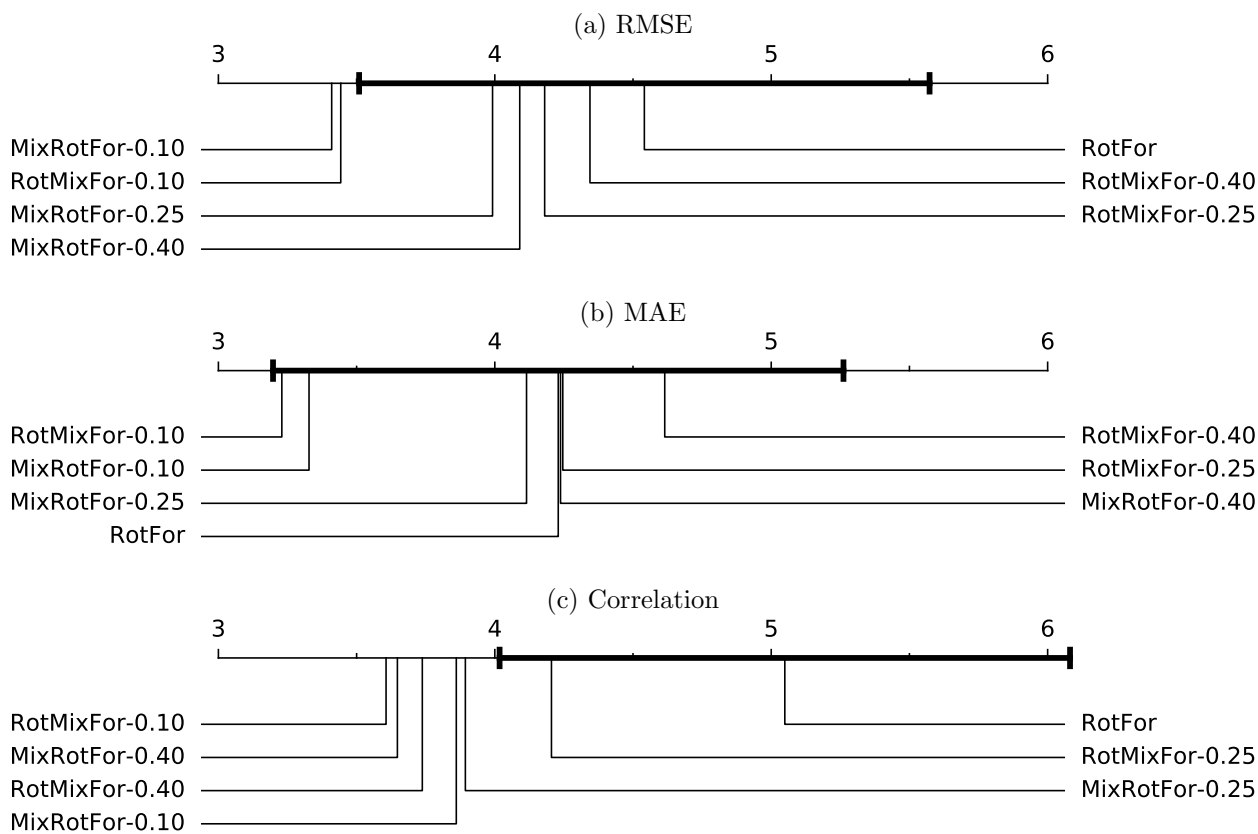 (a) RMSE
3 4 5 6
MixRotFor-0.10 RotFor
RotMixFor-0.10 RotMixFor-0.40
MixRotFor-0.25 RotMixFor-0.25
MixRotFor-0.40
(b) MAE
3 4 5 6
RotMixFor-0.10 RotMixFor-0.40
MixRotFor-0.10 RotMixFor-0.25
MixRotFor-0.25 MixRotFor-0.40
RotFor
(c) Correlation
3 4 5 6
RotMixFor-0.10 RotFor
MixRotFor-0.40 RotMixFor-0.25
RotMixFor-0.40 MixRotFor-0.25
MixRotFor-0.10